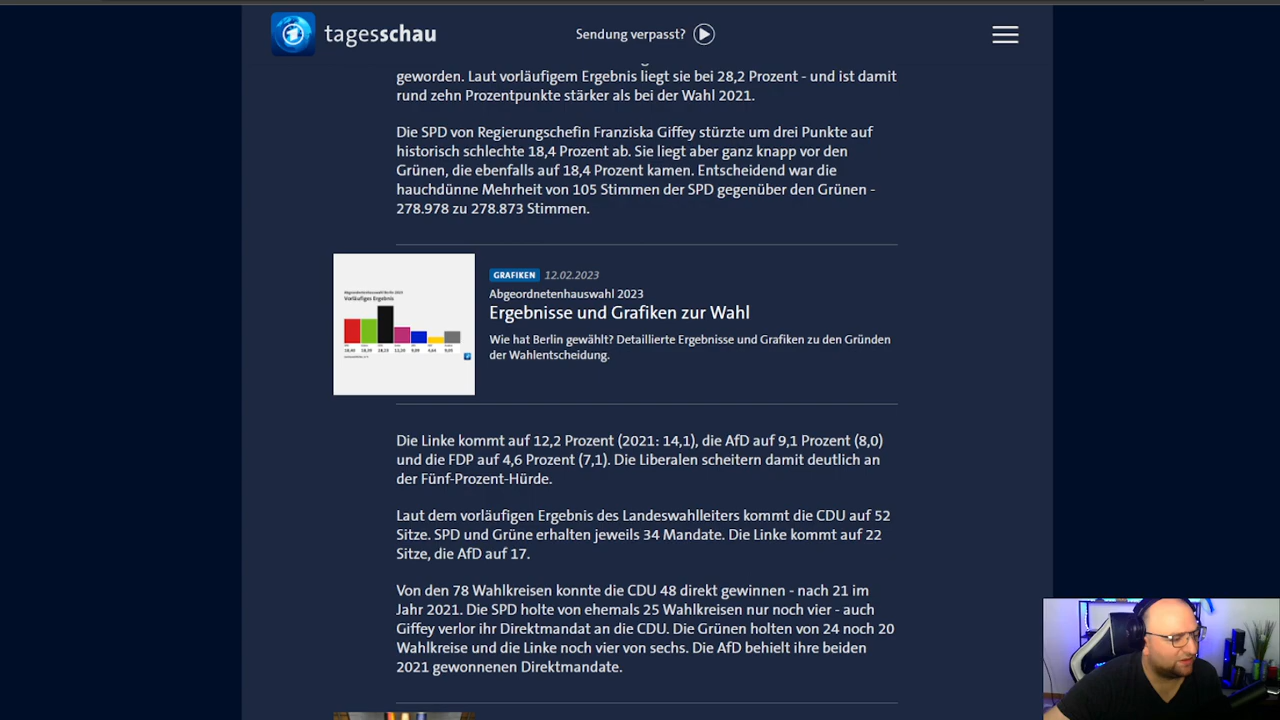 tagesschau
Sendung verpasst?
geworden. Laut vorläufigem Ergebnis liegt sie bei 28,2 Prozent - und ist damit
rund zehn Prozentpunkte stärker als bei der Wahl 2021.
Die SPD von Regierungschefin Franziska Giffey stürzte um drei Punkte auf
historisch schlechte 18,4 Prozent ab. Sie liegt aber ganz knapp vor den
Grünen, die ebenfalls auf 18,4 Prozent kamen. Entscheidend war die
hauchdünne Mehrheit von 105 Stimmen der SPD gegenüber den Grünen -
278.978 zu 278.873 Stimmen.
Abgeordnetenhauswahl Berlin 2023
Vorläufiges Ergebnis
GRAFIKEN 12.02.2023
Abgeordnetenhauswahl 2023
Ergebnisse und Grafiken zur Wahl
Wie hat Berlin gewählt? Detaillierte Ergebnisse und Grafiken zu den Gründen
der Wahlentscheidung.
Die Linke kommt auf 12,2 Prozent (2021: 14,1), die AfD auf 9,1 Prozent (8,0)
und die FDP auf 4,6 Prozent (7,1). Die Liberalen scheitern damit deutlich an
der Fünf-Prozent-Hürde.
Laut dem vorläufigen Ergebnis des Landeswahlleiters kommt die CDU auf 52
Sitze. SPD und Grüne erhalten jeweils 34 Mandate. Die Linke kommt auf 22
Sitze, die AfD auf 17.
Von den 78 Wahlkreisen konnte die CDU 48 direkt gewinnen - nach 21 im
Jahr 2021. Die SPD holte von ehemals 25 Wahlkreisen nur noch vier - auch
Giffey verlor ihr Direktmandat an die CDU. Die Grünen holten von 24 noch 20
Wahlkreise und die Linke noch vier von sechs. Die AfD behielt ihre beiden
2021 gewonnenen Direktmandate.